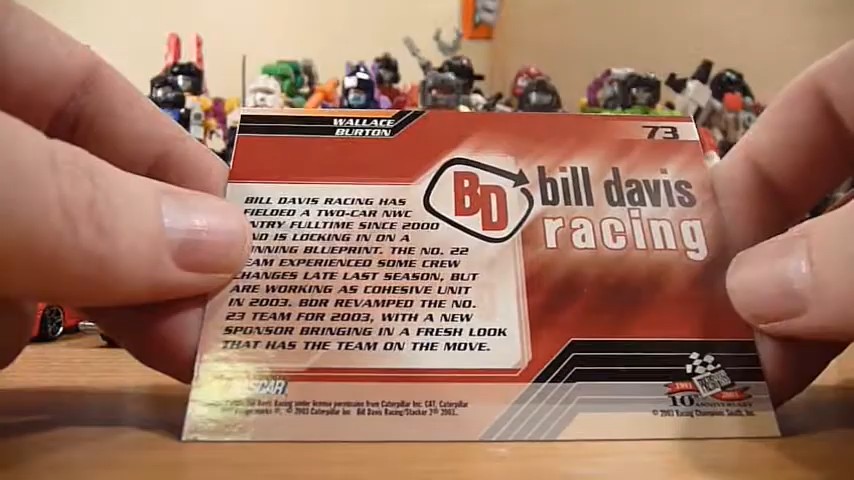 WALLACE
BURTON
73
BILL DAVIS RACING HAS
FIELDED A TWO-CAR NWC
ENTRY FULLTIME SINCE 2000
AND IS LOCKING IN ON A
WINNING BLUEPRINT. THE NO. 22
TEAM EXPERIENCED SOME CREW
CHANGES LATE LAST SEASON, BUT
ARE WORKING AS A COHESIVE UNIT
IN 2003. BDR REVAMPED THE NO.
23 TEAM FOR 2003, WITH A NEW
SPONSOR BRINGING IN A FRESH LOOK
THAT HAS THE TEAM ON THE MOVE.
BD
bill davis
racing
NASCAR
10th ANNIVERSARY
© 2003 Racing Champions Ertl, Inc.